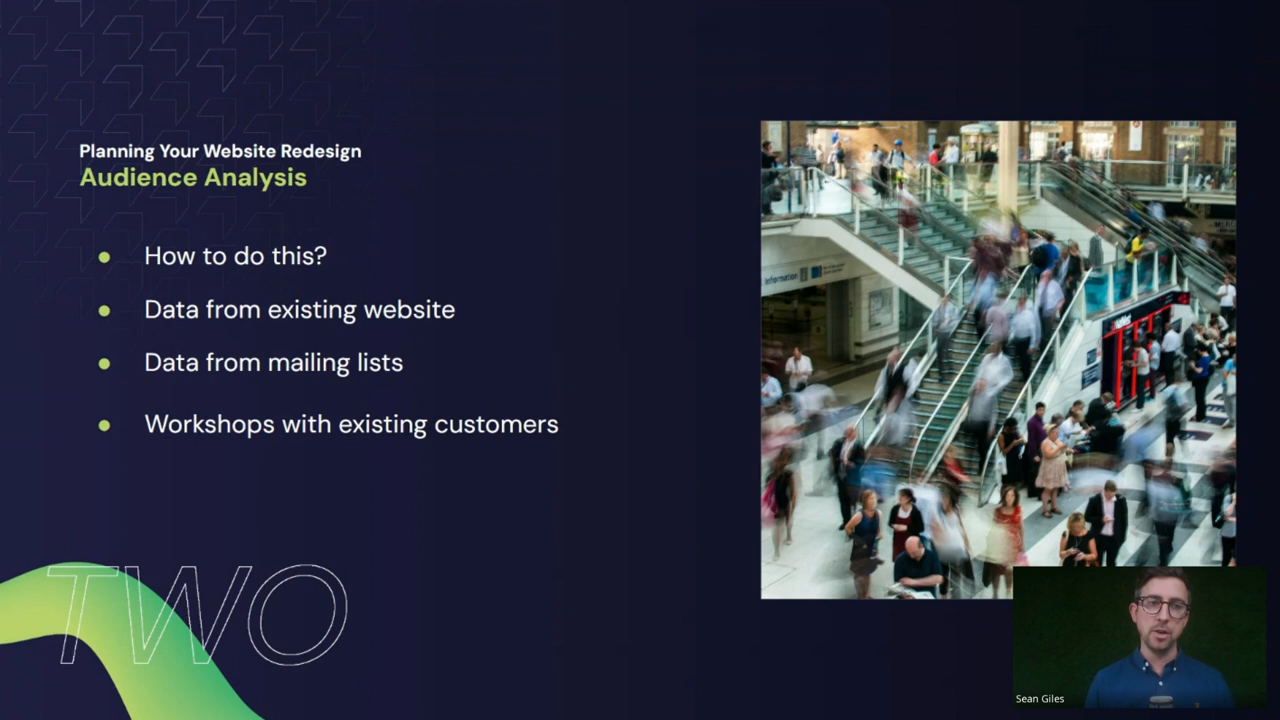 Planning Your Website Redesign
Audience Analysis
How to do this?
Data from existing website
Data from mailing lists
Workshops with existing customers
TWO
Information
Sean Giles